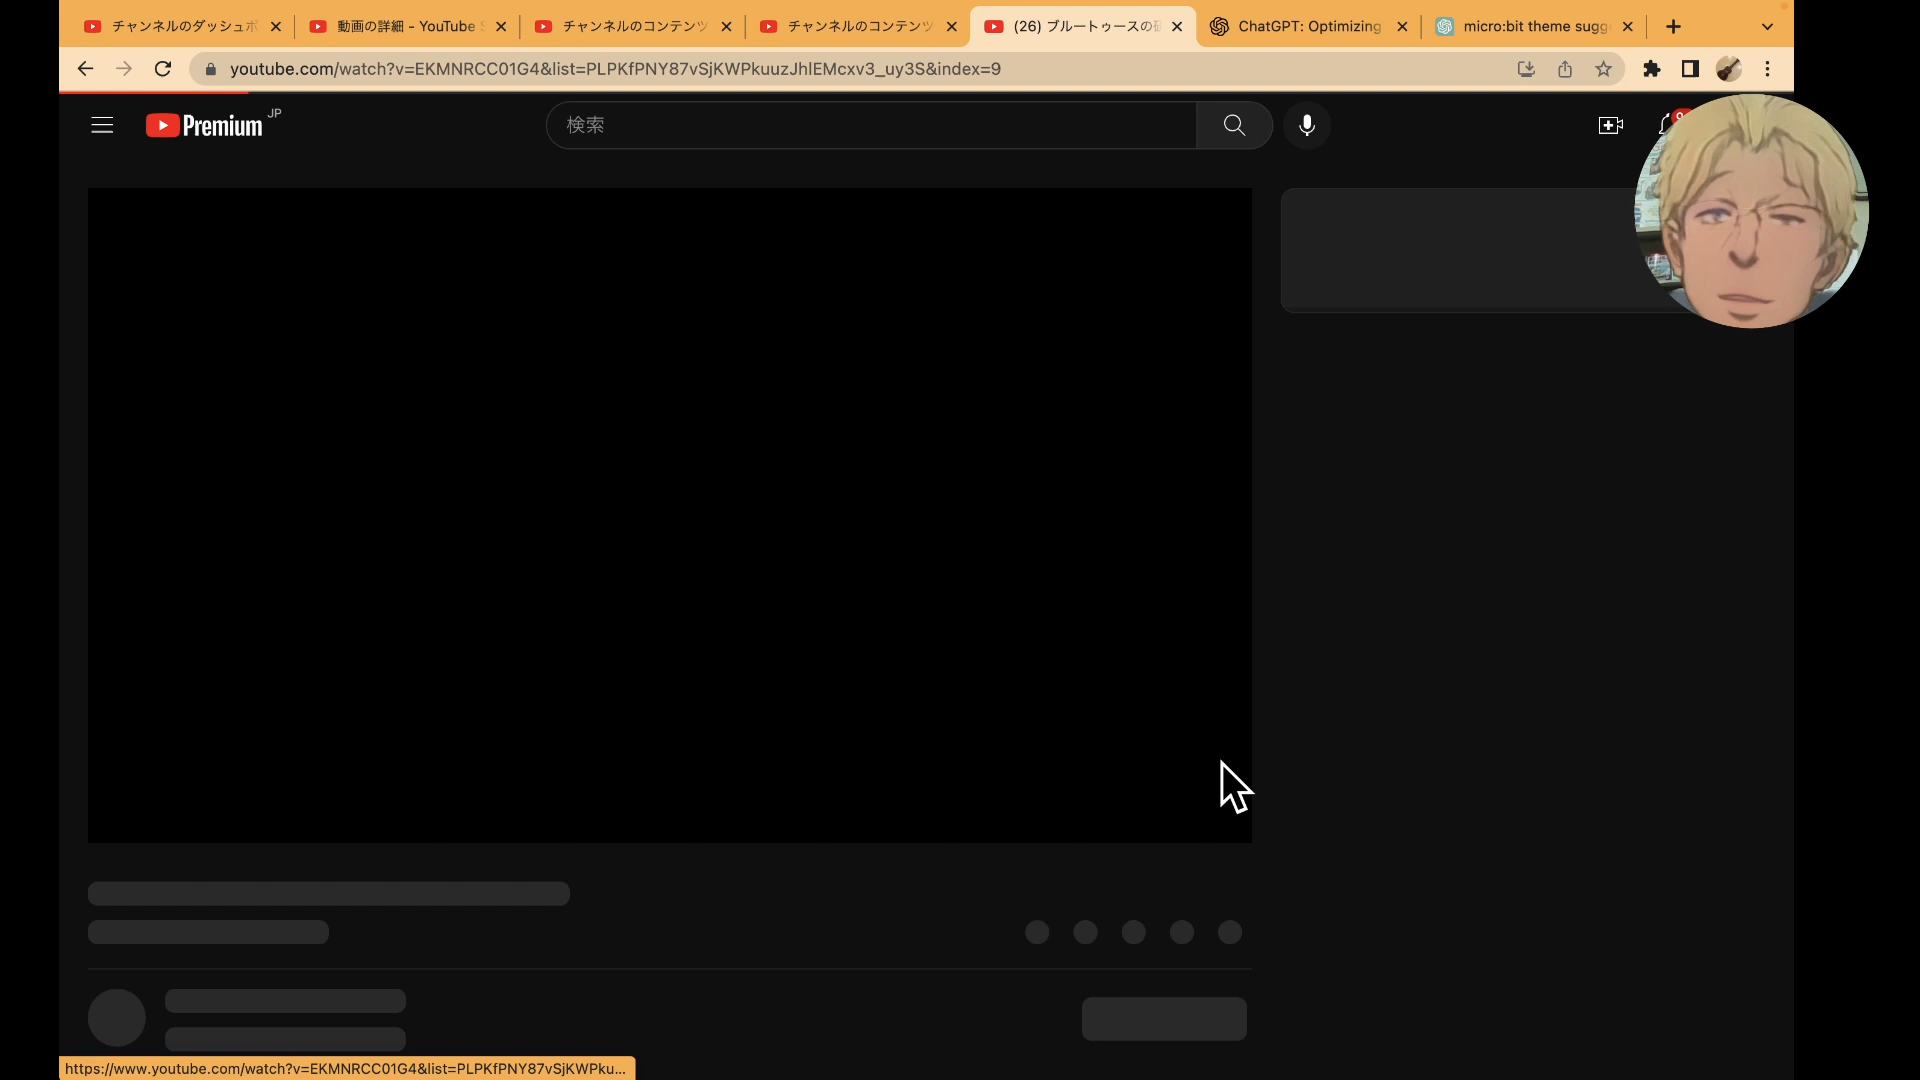 チャンネルのダッシュボ
動画の詳細 - YouTube S
チャンネルのコンテンツ
チャンネルのコンテンツ
(26) ブルートゥースの
ChatGPT: Optimizing
micro:bit theme sugg
youtube.com/watch?v=EKMNRCC01G4&list=PLPKfPNY87vSjKWPkuuzJhlEMcxv3_uy3S&index=9
Premium JP
検索
https://www.youtube.com/watch?v=EKMNRCC01G4&list=PLPKfPNY87vSjKWPku...